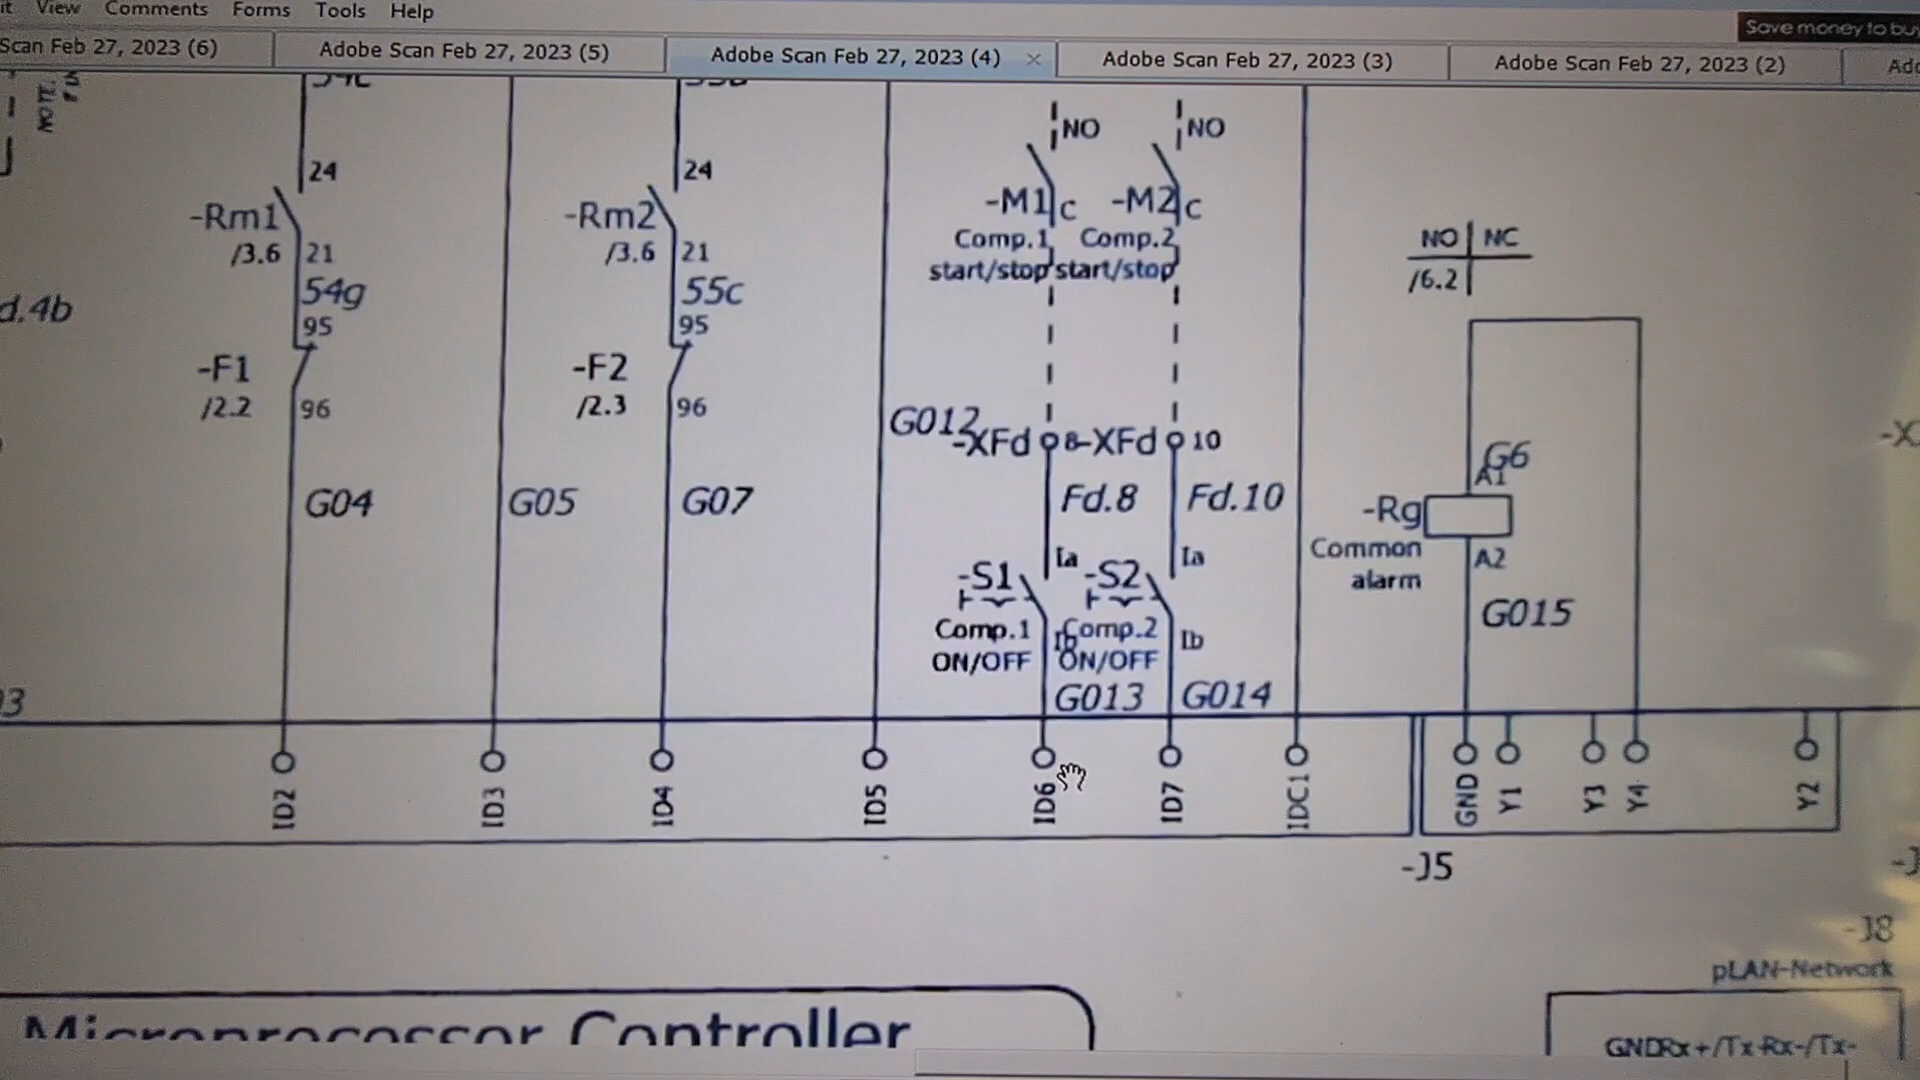 it View Comments Forms Tools Help
Save money to buy
Scan Feb 27, 2023 (6)
Adobe Scan Feb 27, 2023 (5)
Adobe Scan Feb 27, 2023 (4) ×
Adobe Scan Feb 27, 2023 (3)
Adobe Scan Feb 27, 2023 (2)
NOTE.
NO NO
24 24
-Rm1 /3.6 21
-Rm2 /3.6 21
-M1 c
-M2 c
Comp.1 Comp.2
start/stop start/stop
NO NC
/6.2
d.4b
54g
55c
95 95
-F1 /2.2 96
-F2 /2.3 96
G012
-XFd 8 -XFd 10
-X
G04 G05 G07
Fd.8 Fd.10
G6
A1
-Rg
Common
alarm
A2
Ia Ia
-S1 -S2
Comp.1 Ib
ON/OFF
Comp.2 Ib
ON/OFF
G015
G013 G014
ID2 ID3 ID4 ID5 ID6 ID7 IDC1 GND Y1 Y3 Y4 Y2
-J5
-J8
pLAN-Network
Microprocessor Controller
GND Rx+/Tx+ Rx-/Tx-